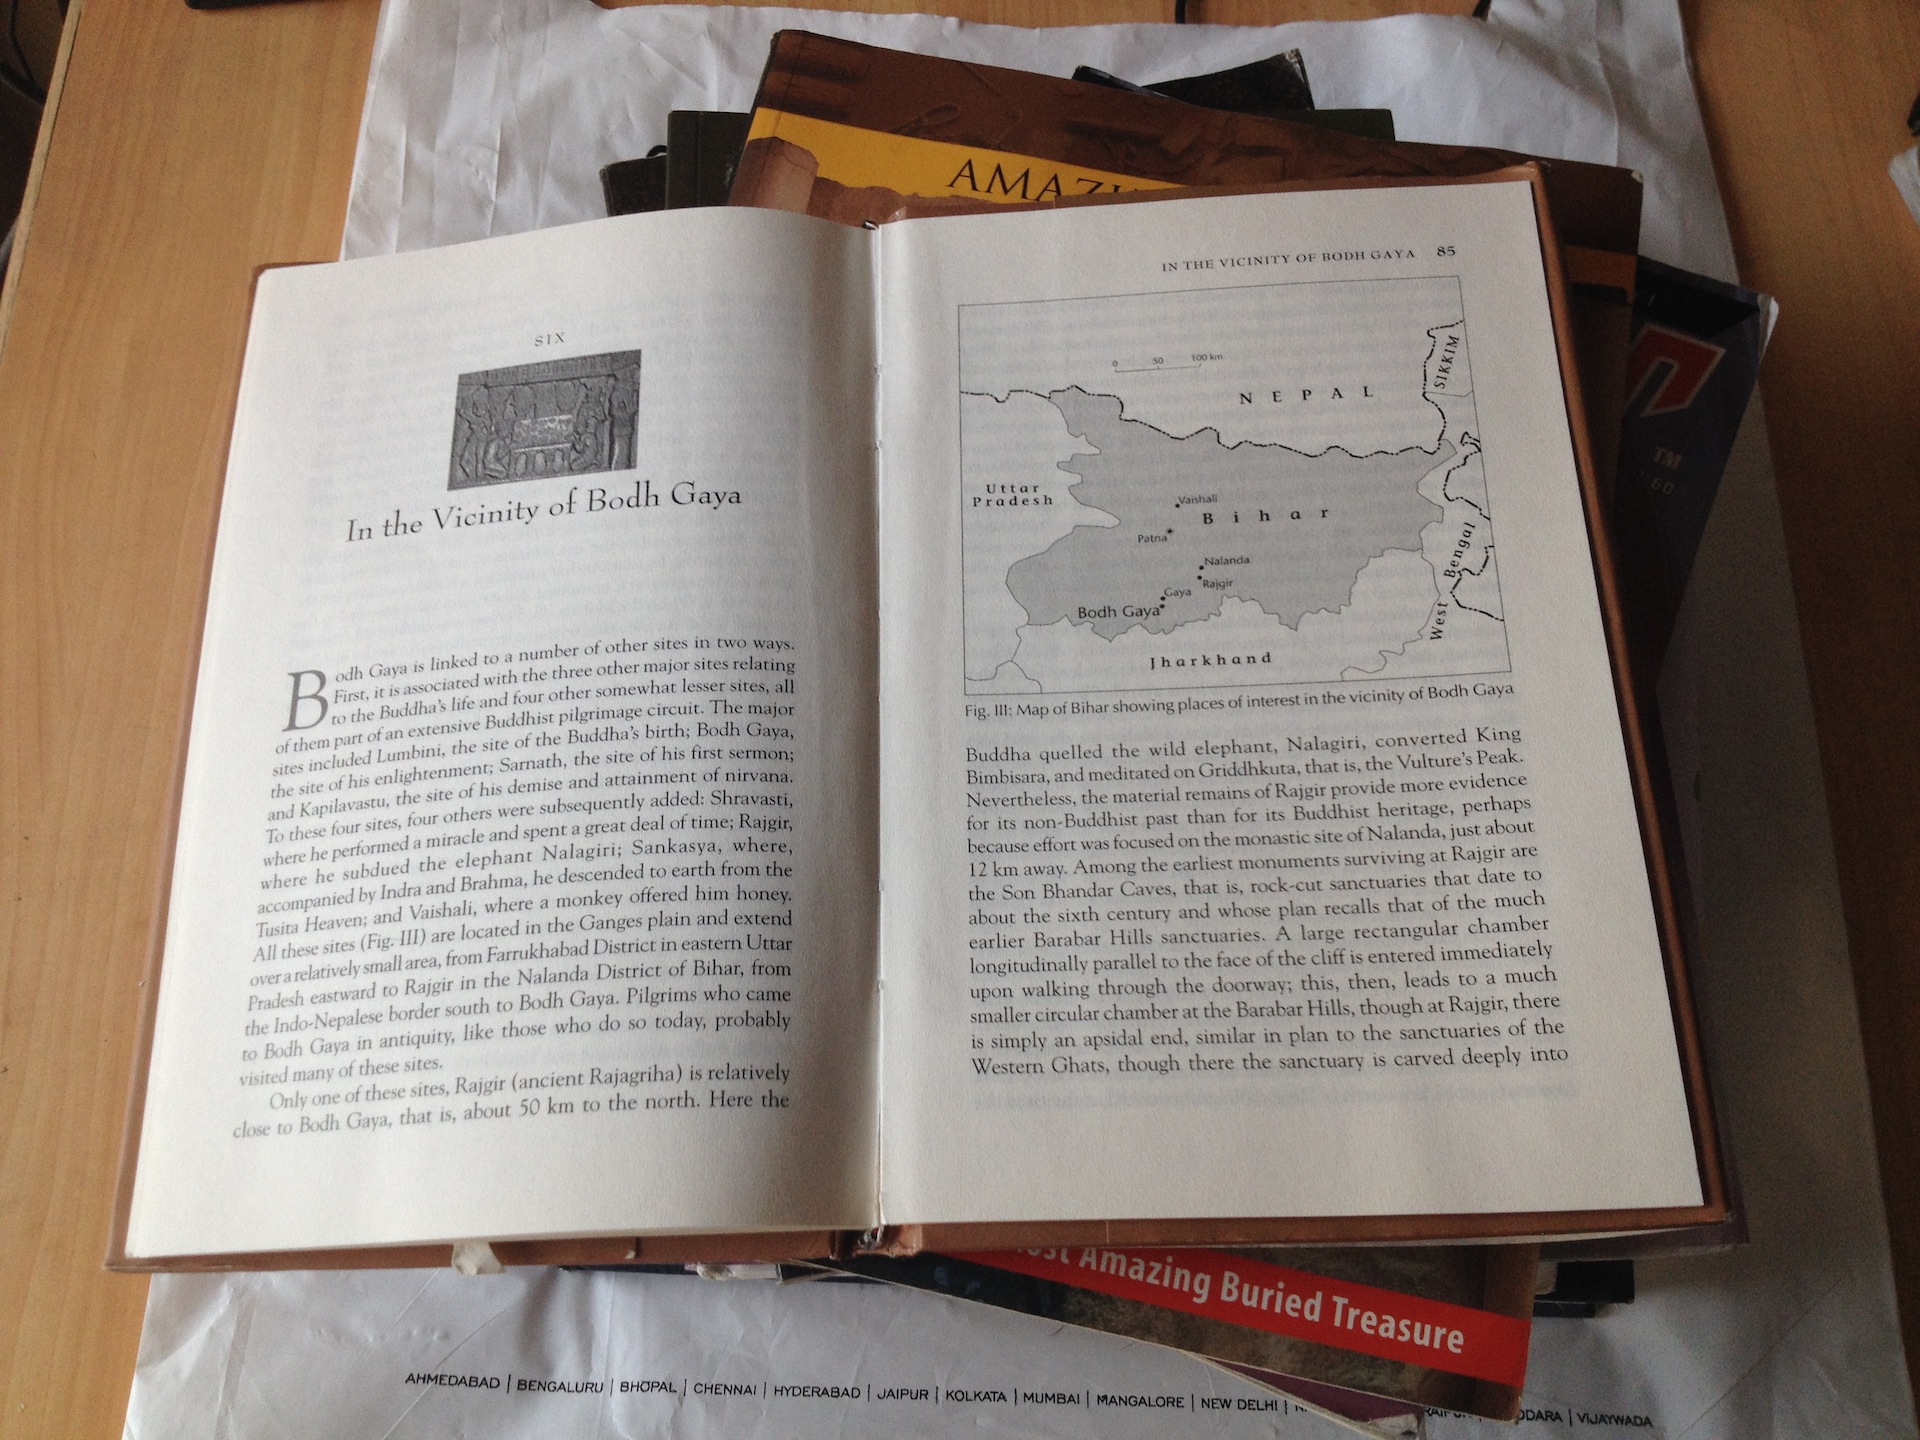 AMAZ
SIX
In the Vicinity of Bodh Gaya
Bodh Gaya is linked to a number of other sites in two ways.
First, it is associated with the three other major sites relating
to the Buddha's life and four other somewhat lesser sites, all
of them part of an extensive Buddhist pilgrimage circuit. The major
sites included Lumbini, the site of the Buddha's birth; Bodh Gaya,
the site of his enlightenment; Sarnath, the site of his first sermon;
and Kapilavastu, the site of his demise and attainment of nirvana.
To these four sites, four others were subsequently added: Shravasti,
where he performed a miracle and spent a great deal of time; Rajgir,
where he subdued the elephant Nalagiri; Sankasya, where,
accompanied by Indra and Brahma, he descended to earth from the
Tusita Heaven; and Vaishali, where a monkey offered him honey.
All these sites (Fig. III) are located in the Ganges plain and extend
over a relatively small area, from Farrukhabad District in eastern Uttar
Pradesh eastward to Rajgir in the Nalanda District of Bihar, from
the Indo-Nepalese border south to Bodh Gaya. Pilgrims who came
to Bodh Gaya in antiquity, like those who do so today, probably
visited many of these sites.
Only one of these sites, Rajgir (ancient Rajagriha) is relatively
close to Bodh Gaya, that is, about 50 km to the north. Here the
IN THE VICINITY OF BODH GAYA 85
0 50 100 km
NEPAL
SIKKIM
Uttar
Pradesh
Vaishali
Bihar
Patna
Nalanda
Rajgir
Gaya
Bodh Gaya
West Bengal
Jharkhand
Fig. III: Map of Bihar showing places of interest in the vicinity of Bodh Gaya
Buddha quelled the wild elephant, Nalagiri, converted King
Bimbisara, and meditated on Griddhkuta, that is, the Vulture's Peak.
Nevertheless, the material remains of Rajgir provide more evidence
for its non-Buddhist past than for its Buddhist heritage, perhaps
because effort was focused on the monastic site of Nalanda, just about
12 km away. Among the earliest monuments surviving at Rajgir are
the Son Bhandar Caves, that is, rock-cut sanctuaries that date to
about the sixth century and whose plan recalls that of the much
earlier Barabar Hills sanctuaries. A large rectangular chamber
longitudinally parallel to the face of the cliff is entered immediately
upon walking through the doorway; this, then, leads to a much
smaller circular chamber at the Barabar Hills, though at Rajgir, there
is simply an apsidal end, similar in plan to the sanctuaries of the
Western Ghats, though there the sanctuary is carved deeply into
TM
60
ost Amazing Buried Treasure
AHMEDABAD | BENGALURU | BHOPAL | CHENNAI | HYDERABAD | JAIPUR | KOLKATA | MUMBAI | MANGALORE | NEW DELHI | VIJAYWADA